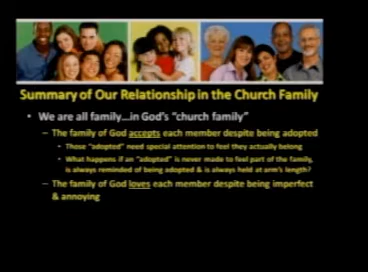 Summary of Our Relationship in the Church Family
• We are all family...in God's "church family"
– The family of God accepts each member despite being adopted
• Those "adopted" need special attention to feel they actually belong
• What happens if an "adopted" is never made to feel part of the family,
is always reminded of being adopted & is always held at arm's length?
– The family of God loves each member despite being imperfect
& annoying